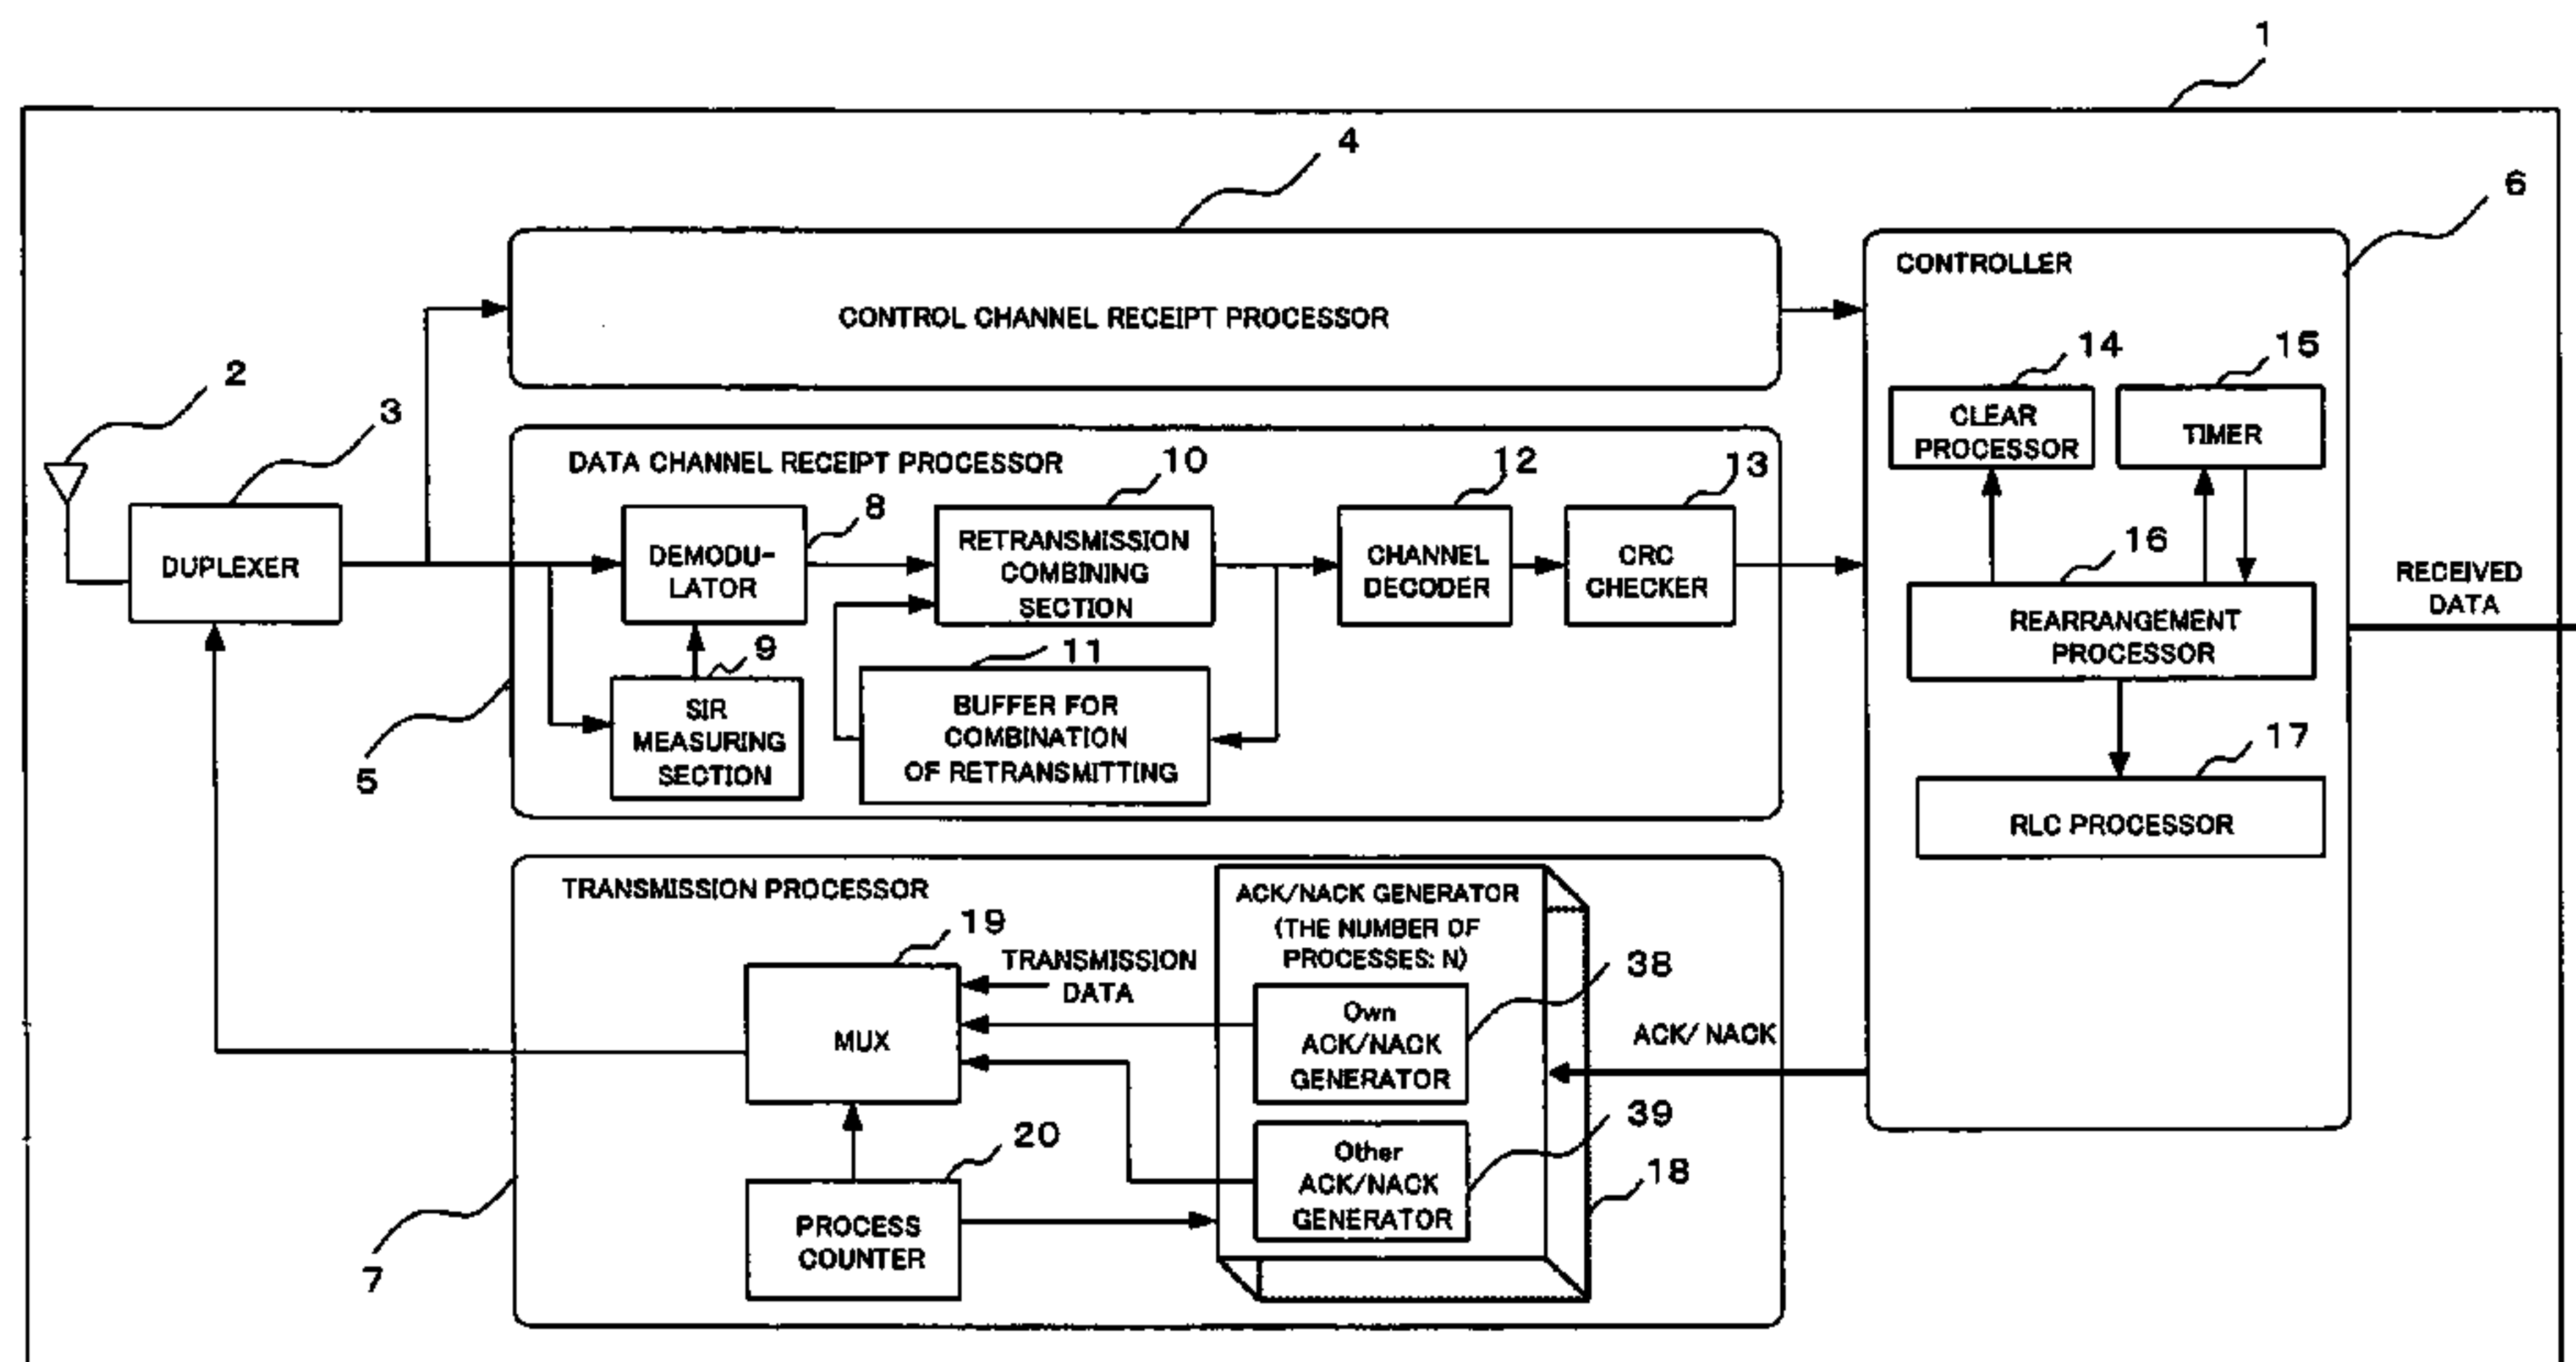 1
4
6
CONTROLLER
CONTROL CHANNEL RECEIPT PROCESSOR
14
15
CLEAR
PROCESSOR
TIMER
2
3
DUPLEXER
DATA CHANNEL RECEIPT PROCESSOR
10
12
13
8
DEMODU-
LATOR
RETRANSMISSION
COMBINING
SECTION
CHANNEL
DECODER
CRC
CHECKER
16
REARRANGEMENT
PROCESSOR
RECEIVED
DATA
9
11
SIR
MEASURING
SECTION
BUFFER FOR
COMBINATION
OF RETRANSMITTING
5
17
RLC PROCESSOR
TRANSMISSION PROCESSOR
ACK/NACK GENERATOR
(THE NUMBER OF
PROCESSES: N)
19
TRANSMISSION
DATA
38
MUX
Own
ACK/NACK
GENERATOR
ACK/ NACK
20
39
Other
ACK/NACK
GENERATOR
18
PROCESS
COUNTER
7